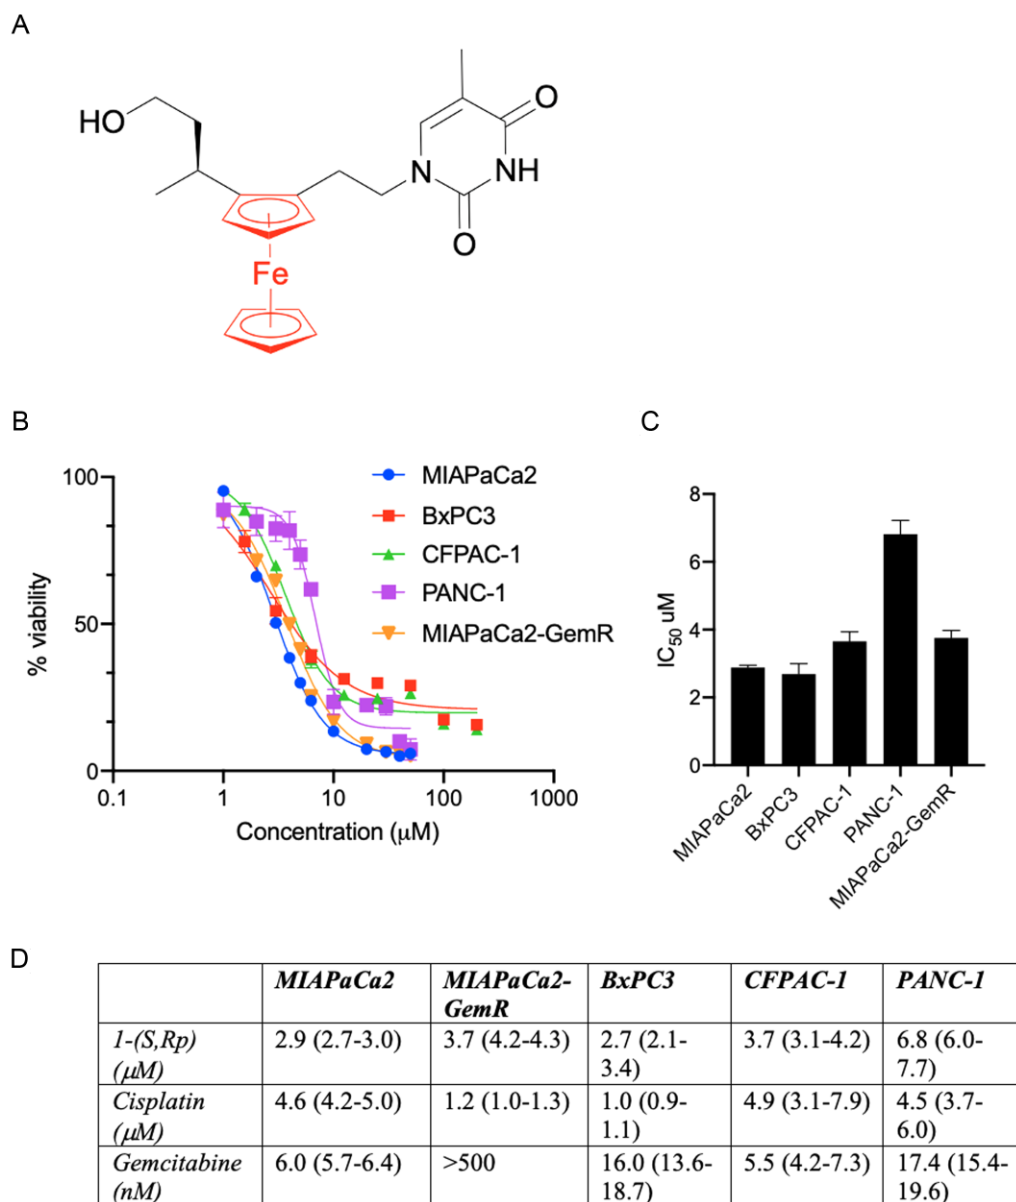 A
HO
N
NH
O
O
Fe
B
C
100
50
0
% viability
0.1 1 10 100 1000
Concentration (μM)
MIAPaCa2
BxPC3
CFPAC-1
PANC-1
MIAPaCa2-GemR
8
6
4
2
0
IC50 uM
MIAPaCa2
BxPC3
CFPAC-1
PANC-1
MIAPaCa2-GemR
D
MIAPaCa2 MIAPaCa2-GemR BxPC3 CFPAC-1 PANC-1
1-(S,Rp) (μM) 2.9 (2.7-3.0) 3.7 (4.2-4.3) 2.7 (2.1-3.4) 3.7 (3.1-4.2) 6.8 (6.0-7.7)
Cisplatin (μM) 4.6 (4.2-5.0) 1.2 (1.0-1.3) 1.0 (0.9-1.1) 4.9 (3.1-7.9) 4.5 (3.7-6.0)
Gemcitabine (nM) 6.0 (5.7-6.4) >500 16.0 (13.6-18.7) 5.5 (4.2-7.3) 17.4 (15.4-19.6)